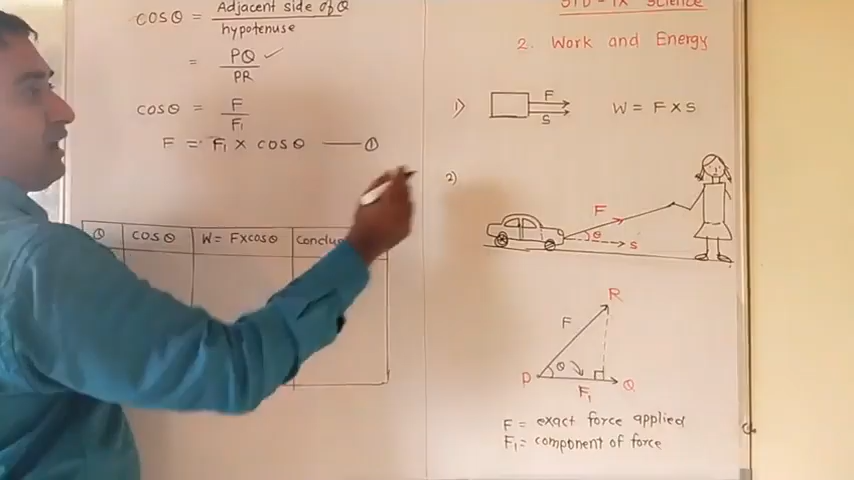 cosθ = Adjacent side of θ
hypotenuse
= PQ ✓
PR
cosθ = F
F₁
F = F₁ × cosθ —— ①
θ cosθ W = F×cosθ
STD - IX Science
2. Work and Energy
1) F
S
W = F × S
2)
F
θ S
R
F
θ
P Q
F₁
F = exact force applied
F₁ = component of force